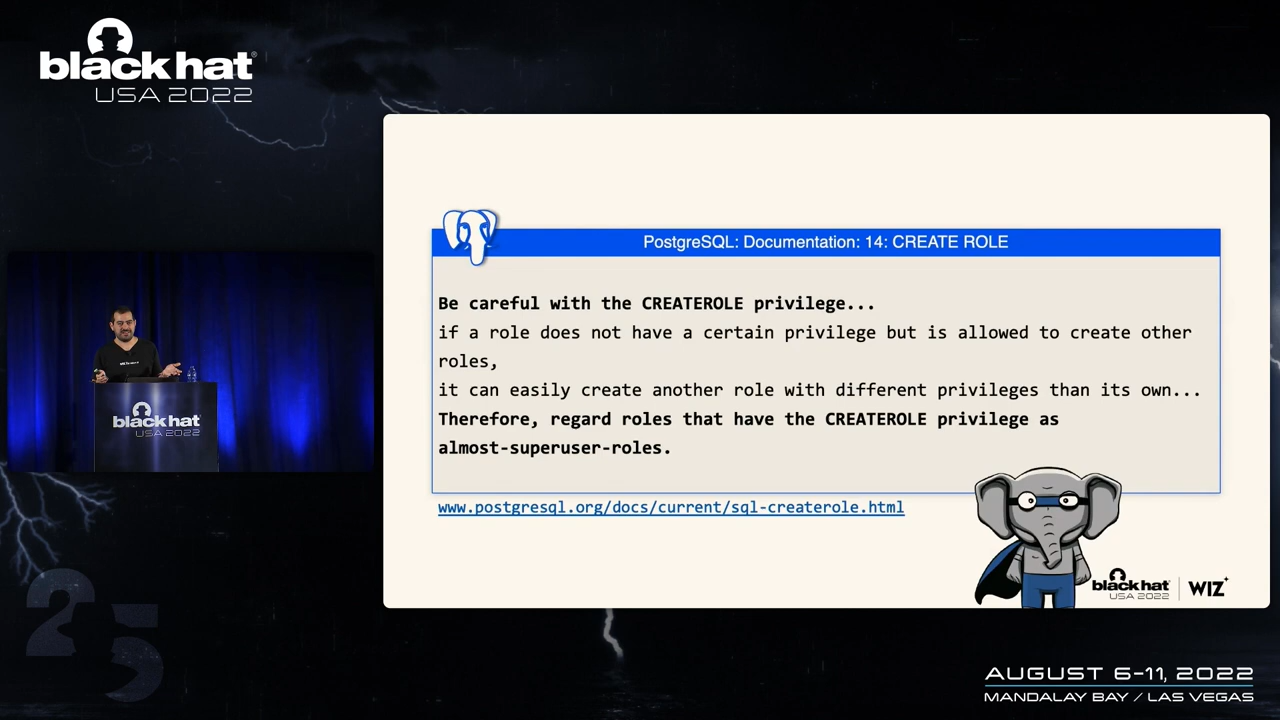 black hat®
USA 2022
PostgreSQL: Documentation: 14: CREATE ROLE
Be careful with the CREATEROLE privilege...
if a role does not have a certain privilege but is allowed to create other
roles,
it can easily create another role with different privileges than its own...
Therefore, regard roles that have the CREATEROLE privilege as
almost-superuser-roles.
www.postgresql.org/docs/current/sql-createrole.html
black hat
USA 2022
WIZ
black hat
USA 2022
25
AUGUST 6-11, 2022
MANDALAY BAY / LAS VEGAS